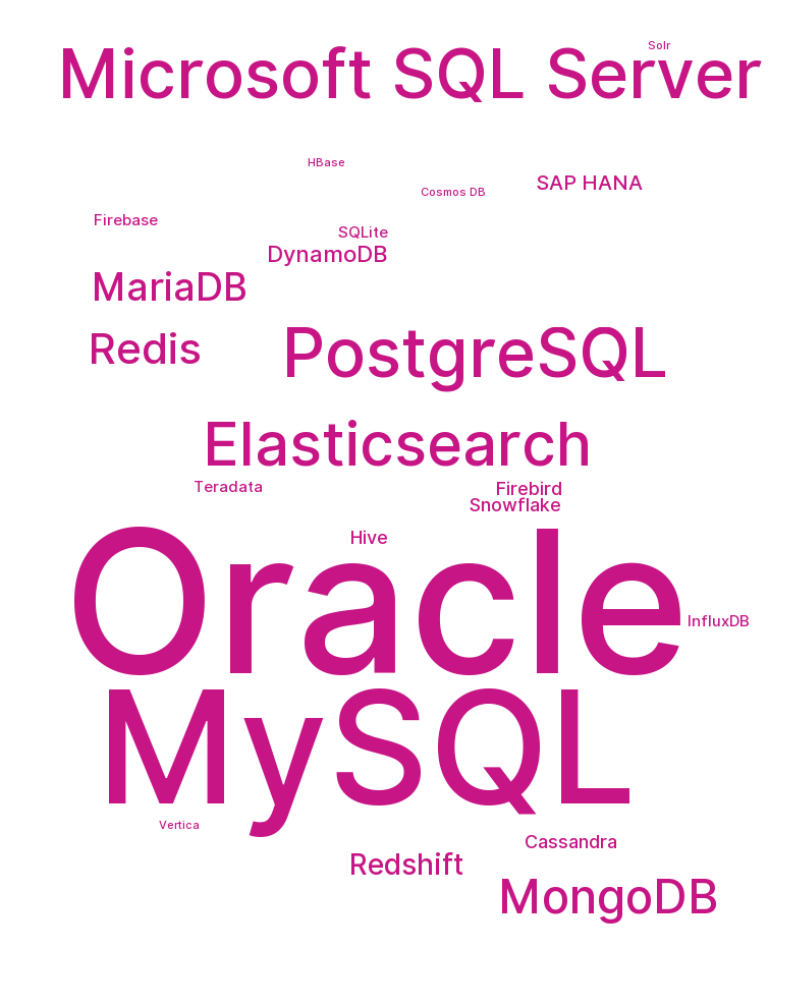 Solr
Microsoft SQL Server
HBase
SAP HANA
Cosmos DB
Firebase
SQLite
DynamoDB
MariaDB
Redis
PostgreSQL
Elasticsearch
Teradata
Firebird
Snowflake
Hive
Oracle
InfluxDB
MySQL
Vertica
Cassandra
Redshift
MongoDB